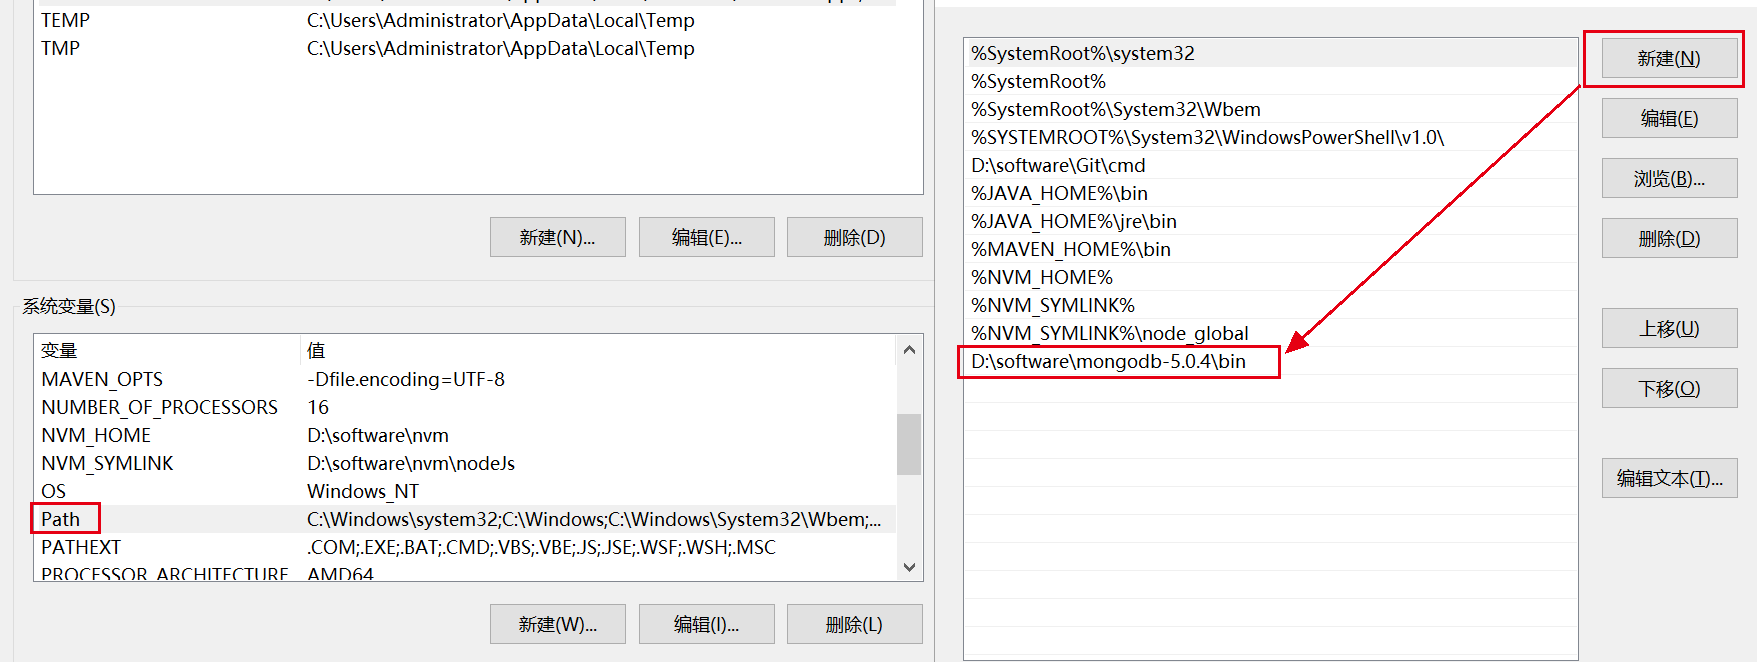 TEMP C:\Users\Administrator\AppData\Local\Temp
TMP C:\Users\Administrator\AppData\Local\Temp
新建(N)... 编辑(E)... 删除(D)
系统变量(S)
变量 值
MAVEN_OPTS -Dfile.encoding=UTF-8
NUMBER_OF_PROCESSORS 16
NVM_HOME D:\software\nvm
NVM_SYMLINK D:\software\nvm\nodeJs
OS Windows_NT
Path C:\Windows\system32;C:\Windows;C:\Windows\System32\Wbem;...
PATHEXT .COM;.EXE;.BAT;.CMD;.VBS;.VBE;.JS;.JSE;.WSF;.WSH;.MSC
PROCESSOR_ARCHITECTURE AMD64
新建(W)... 编辑(I)... 删除(L)
%SystemRoot%\system32
%SystemRoot%
%SystemRoot%\System32\Wbem
%SYSTEMROOT%\System32\WindowsPowerShell\v1.0\
D:\software\Git\cmd
%JAVA_HOME%\bin
%JAVA_HOME%\jre\bin
%MAVEN_HOME%\bin
%NVM_HOME%
%NVM_SYMLINK%
%NVM_SYMLINK%\node_global
D:\software\mongodb-5.0.4\bin
新建(N)
编辑(E)
浏览(B)...
删除(D)
上移(U)
下移(O)
编辑文本(T)...